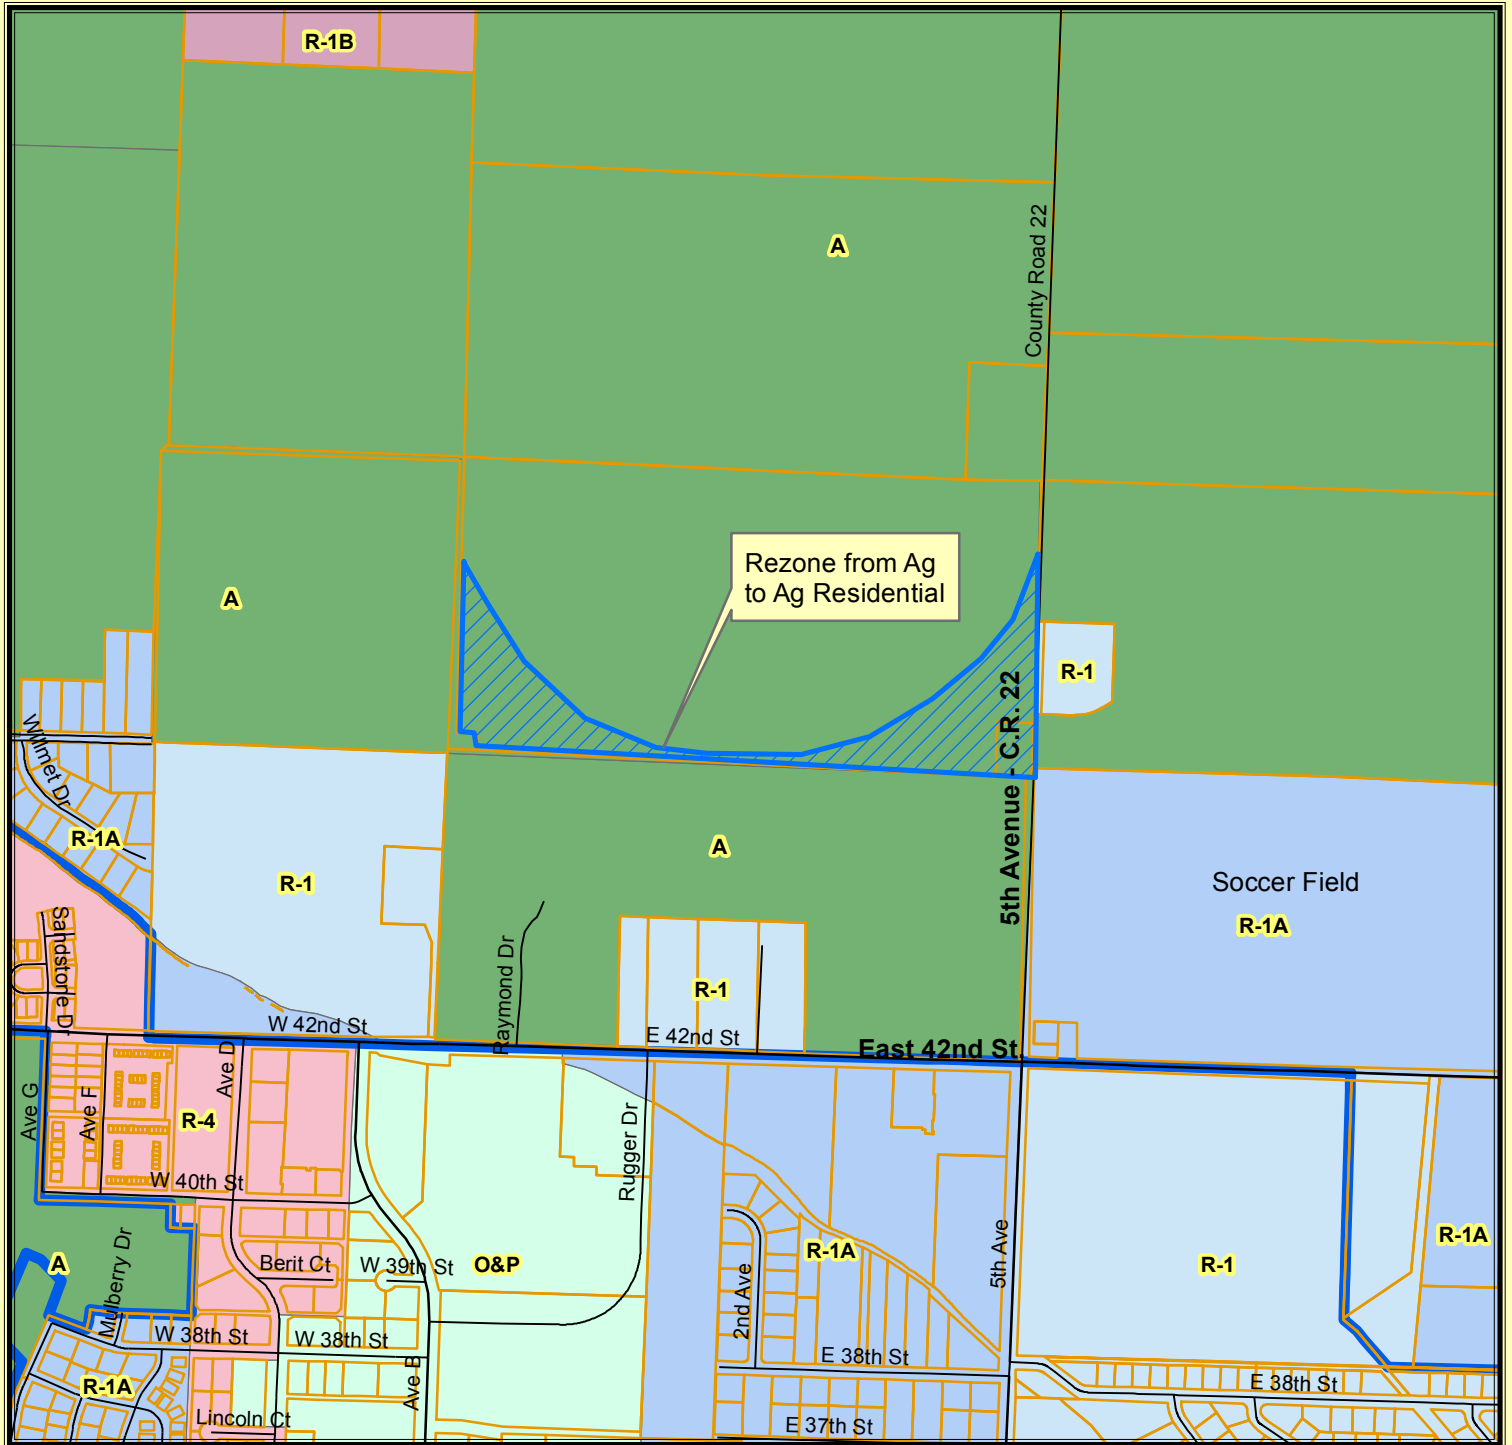 R-1B
A
County Road 22
Rezone from Ag
to Ag Residential
A
R-1
5th Avenue - C.R. 22
Wilmet Dr
R-1A
A
R-1
Soccer Field
R-1A
Sandstone Dr
Raymond Dr
R-1
W 42nd St
E 42nd St
East 42nd St.
Ave G
Ave F
Ave D
R-4
Rugger Dr
W 40th St
Mulberry Dr
A
Berit Ct
W 39th St
O&P
R-1A
5th Ave
R-1
R-1A
2nd Ave
W 38th St
W 38th St
E 38th St
Ave B
R-1A
E 38th St
Lincoln Ct
E 37th St